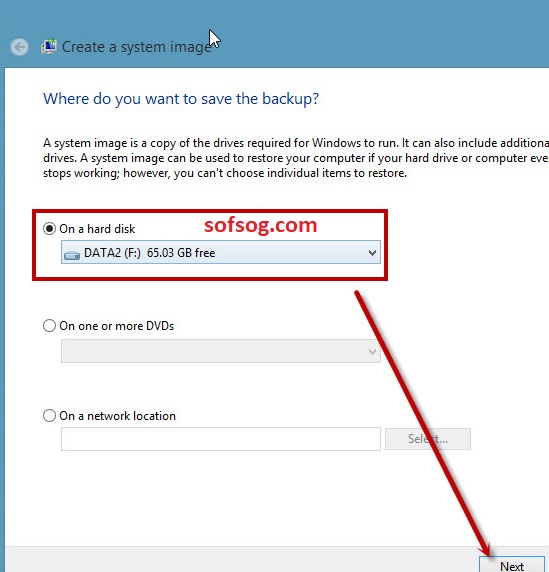 Create a system image
Where do you want to save the backup?
A system image is a copy of the drives required for Windows to run. It can also include additiona
drives. A system image can be used to restore your computer if your hard drive or computer eve
stops working; however, you can't choose individual items to restore.
On a hard disk
sofsog.com
DATA2 (F:) 65.03 GB free
On one or more DVDs
On a network location
Select...
Next